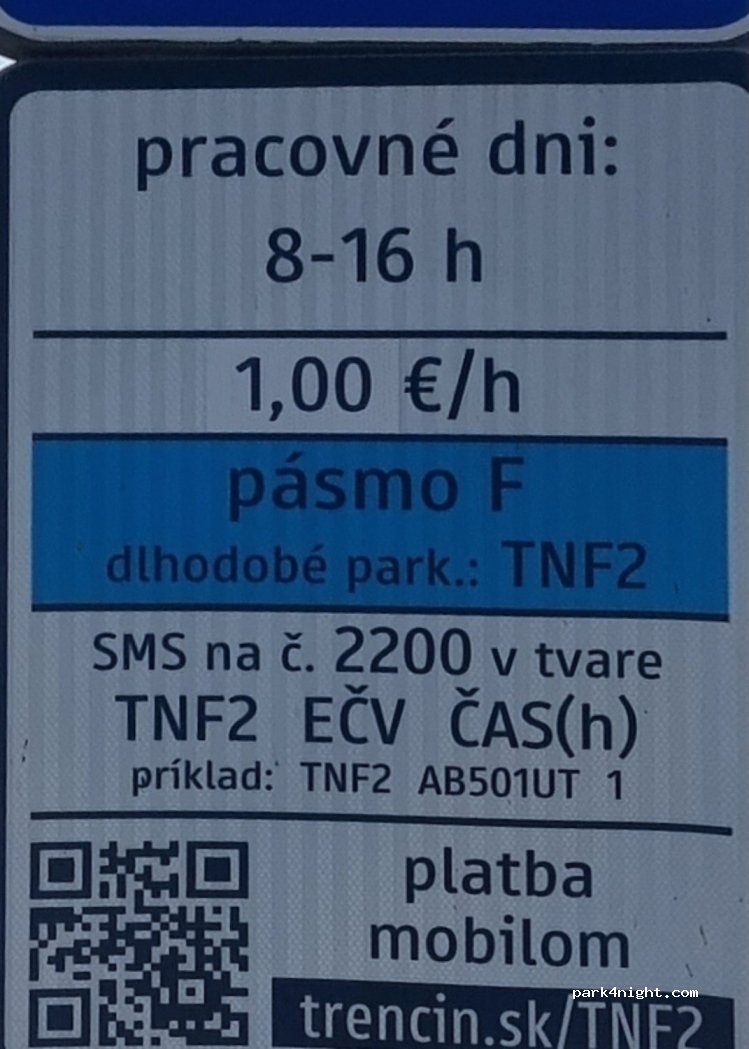 pracovné dni:
8-16 h
1,00 €/h
pásmo F
dlhodobé park.: TNF2
SMS na č. 2200 v tvare
TNF2 EČV ČAS(h)
príklad: TNF2 AB501UT 1
platba
mobilom
park4night.com
trencin.sk/TNF2